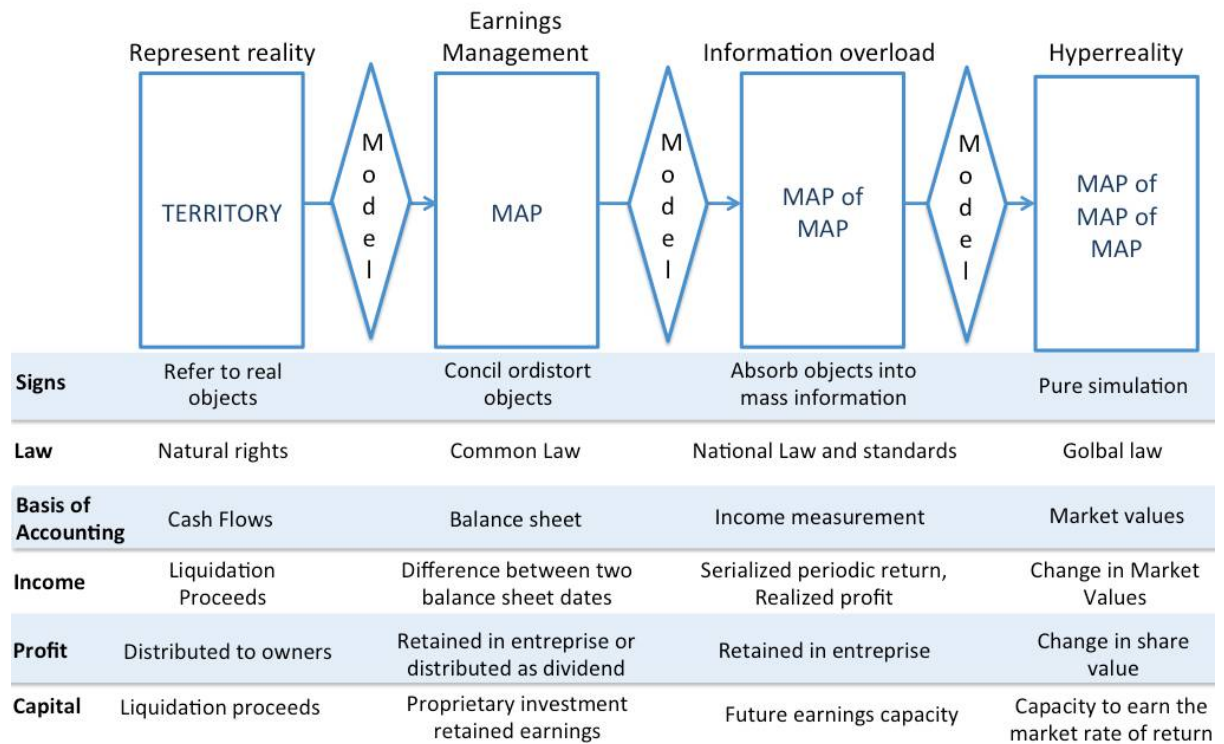 Earnings
Represent reality Management Information overload Hyperreality
TERRITORY
Model
MAP
Model
MAP of
MAP
Model
MAP of
MAP of
MAP
Signs
Refer to real
objects
Concil ordistort
objects
Absorb objects into
mass information
Pure simulation
Law
Natural rights
Common Law
National Law and standards
Golbal law
Basis of
Accounting
Cash Flows
Balance sheet
Income measurement
Market values
Income
Liquidation
Proceeds
Difference between two
balance sheet dates
Serialized periodic return,
Realized profit
Change in Market
Values
Profit
Distributed to owners
Retained in entreprise or
distributed as dividend
Retained in entreprise
Change in share
value
Capital
Liquidation proceeds
Proprietary investment
retained earnings
Future earnings capacity
Capacity to earn the
market rate of return